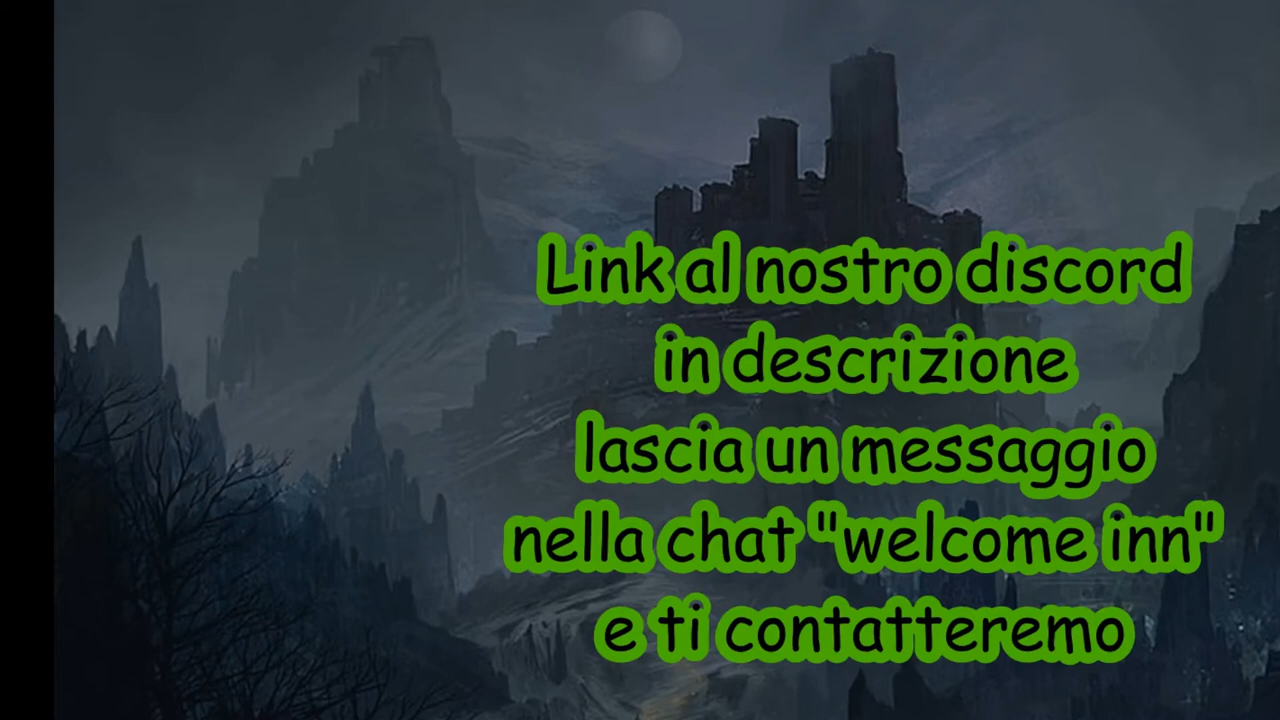 Link al nostro discord
in descrizione
lascia un messaggio
nella chat "welcome inn"
e ti contatteremo